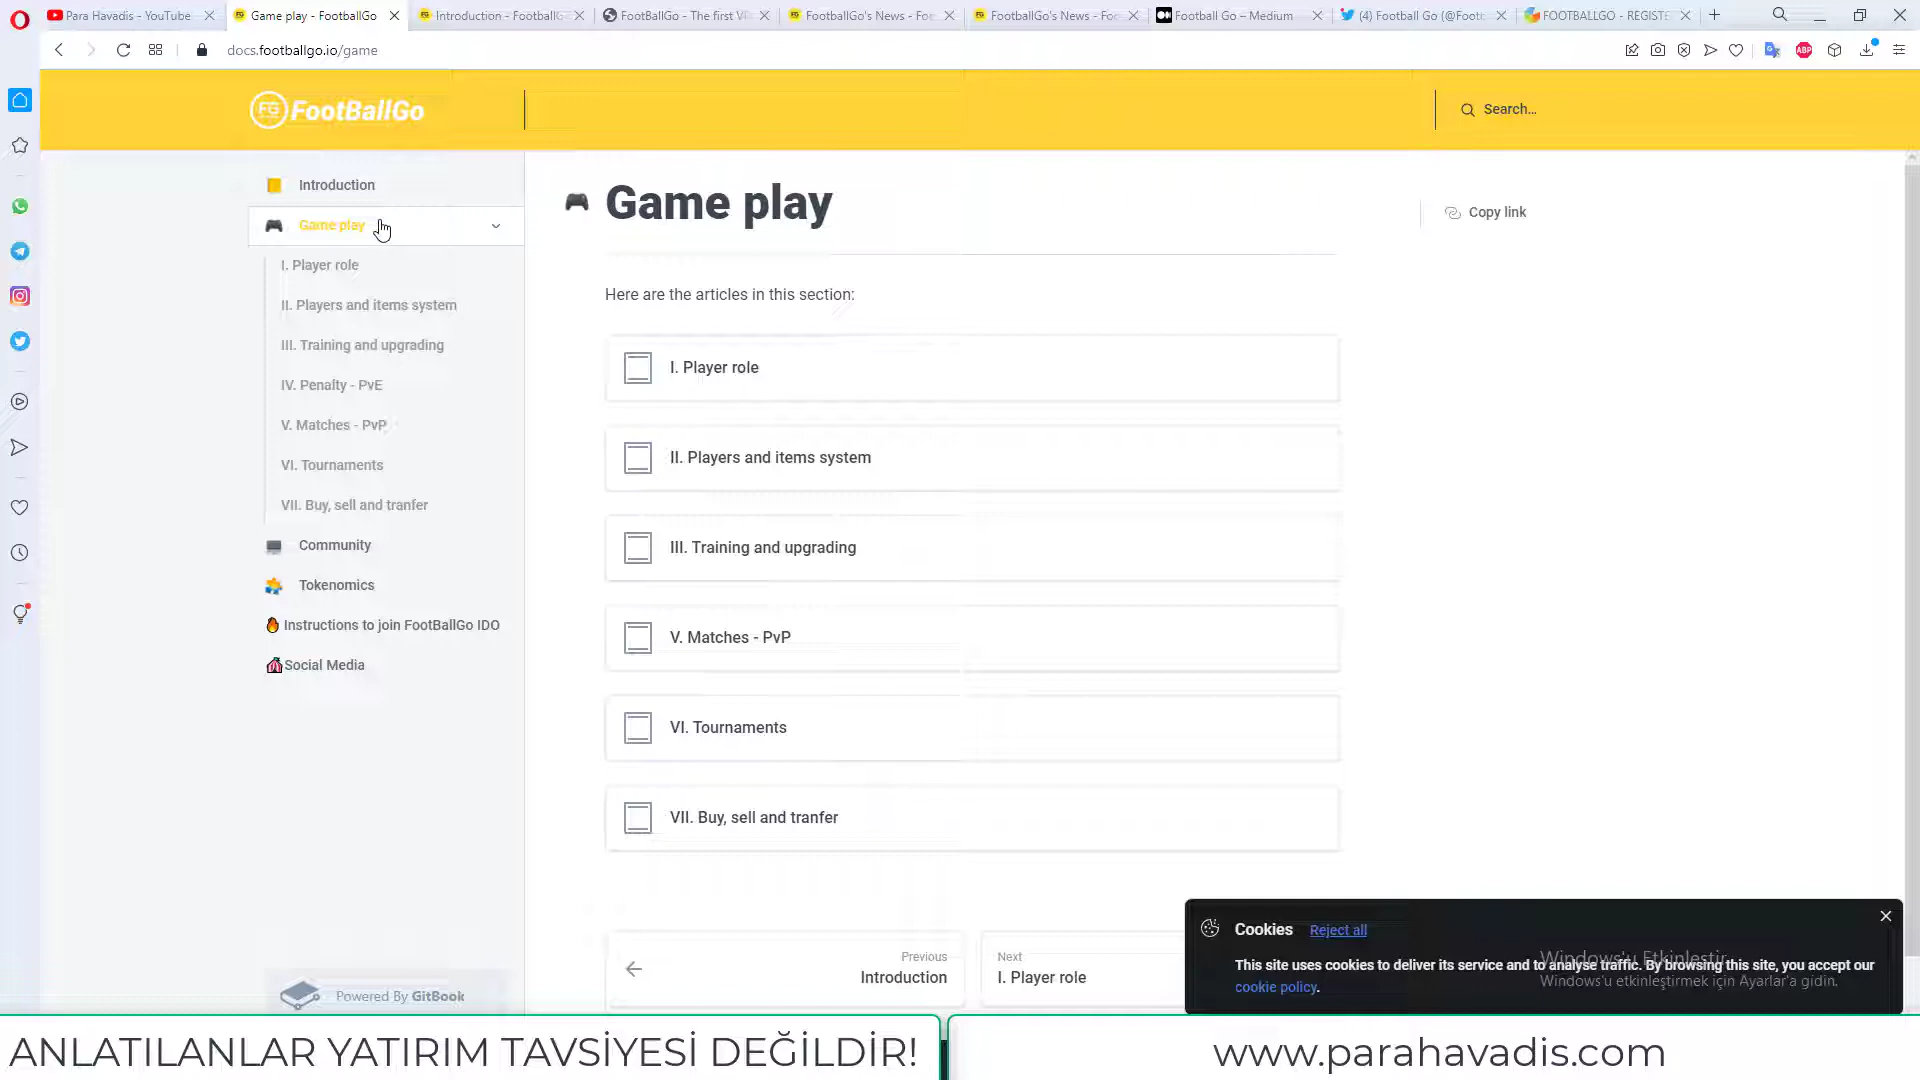 Para Havadis - YouTube
Game play - FootballGo
Introduction - FootballG
FootBallGo - The first Vi
FootballGo's News - Foo
FootballGo's News - Foo
Football Go – Medium
(4) Football Go (@Footb
FOOTBALLGO - REGISTE
docs.footballgo.io/game
ABP
FG FootBallGo
Search...
Introduction
Game play
I. Player role
II. Players and items system
III. Training and upgrading
IV. Penalty - PvE
V. Matches - PvP
VI. Tournaments
VII. Buy, sell and tranfer
Community
Tokenomics
Instructions to join FootBallGo IDO
Social Media
Powered By GitBook
Game play
Copy link
Here are the articles in this section:
I. Player role
II. Players and items system
III. Training and upgrading
V. Matches - PvP
VI. Tournaments
VII. Buy, sell and tranfer
Previous
Introduction
Next
I. Player role
Cookies Reject all
This site uses cookies to deliver its service and to analyse traffic. By browsing this site, you accept our
cookie policy.
Windows'u Etkinleştir
Windows'u etkinleştirmek için Ayarlar'a gidin.
ANLATILANLAR YATIRIM TAVSİYESİ DEĞİLDİR!
www.parahavadis.com